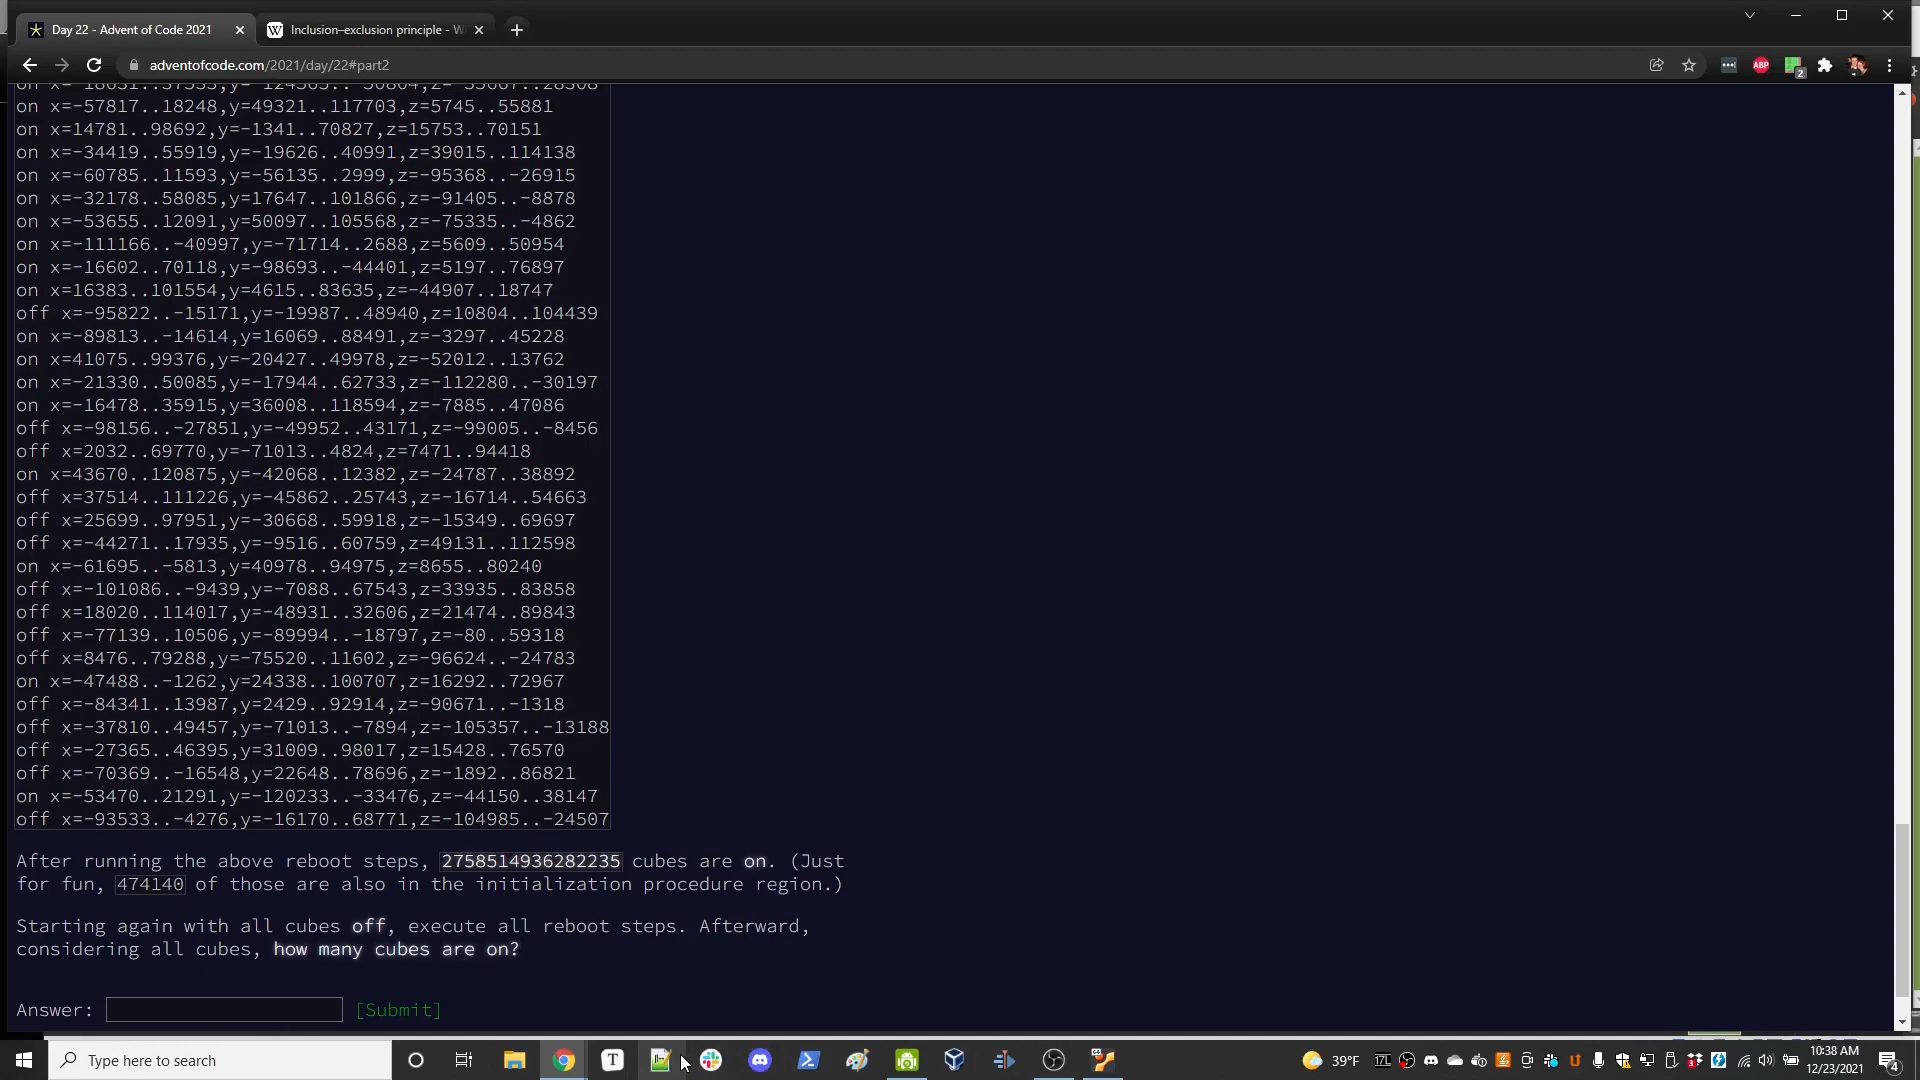 Day 22 - Advent of Code 2021
Inclusion–exclusion principle - W
adventofcode.com/2021/day/22#part2
ABP
2
on x=-57817..18248,y=49321..117703,z=5745..55881
on x=14781..98692,y=-1341..70827,z=15753..70151
on x=-34419..55919,y=-19626..40991,z=39015..114138
on x=-60785..11593,y=-56135..2999,z=-95368..-26915
on x=-32178..58085,y=17647..101866,z=-91405..-8878
on x=-53655..12091,y=50097..105568,z=-75335..-4862
on x=-111166..-40997,y=-71714..2688,z=5609..50954
on x=-16602..70118,y=-98693..-44401,z=5197..76897
on x=16383..101554,y=4615..83635,z=-44907..18747
off x=-95822..-15171,y=-19987..48940,z=10804..104439
on x=-89813..-14614,y=16069..88491,z=-3297..45228
on x=41075..99376,y=-20427..49978,z=-52012..13762
on x=-21330..50085,y=-17944..62733,z=-112280..-30197
on x=-16478..35915,y=36008..118594,z=-7885..47086
off x=-98156..-27851,y=-49952..43171,z=-99005..-8456
off x=2032..69770,y=-71013..4824,z=7471..94418
on x=43670..120875,y=-42068..12382,z=-24787..38892
off x=37514..111226,y=-45862..25743,z=-16714..54663
off x=25699..97951,y=-30668..59918,z=-15349..69697
off x=-44271..17935,y=-9516..60759,z=49131..112598
on x=-61695..-5813,y=40978..94975,z=8655..80240
off x=-101086..-9439,y=-7088..67543,z=33935..83858
off x=18020..114017,y=-48931..32606,z=21474..89843
off x=-77139..10506,y=-89994..-18797,z=-80..59318
off x=8476..79288,y=-75520..11602,z=-96624..-24783
on x=-47488..-1262,y=24338..100707,z=16292..72967
off x=-84341..13987,y=2429..92914,z=-90671..-1318
off x=-37810..49457,y=-71013..-7894,z=-105357..-13188
off x=-27365..46395,y=31009..98017,z=15428..76570
off x=-70369..-16548,y=22648..78696,z=-1892..86821
on x=-53470..21291,y=-120233..-33476,z=-44150..38147
off x=-93533..-4276,y=-16170..68771,z=-104985..-24507
After running the above reboot steps, 2758514936282235 cubes are on. (Just
for fun, 474140 of those are also in the initialization procedure region.)
Starting again with all cubes off, execute all reboot steps. Afterward,
considering all cubes, how many cubes are on?
Answer: [Submit]
Type here to search
39°F
10:38 AM
12/23/2021
4